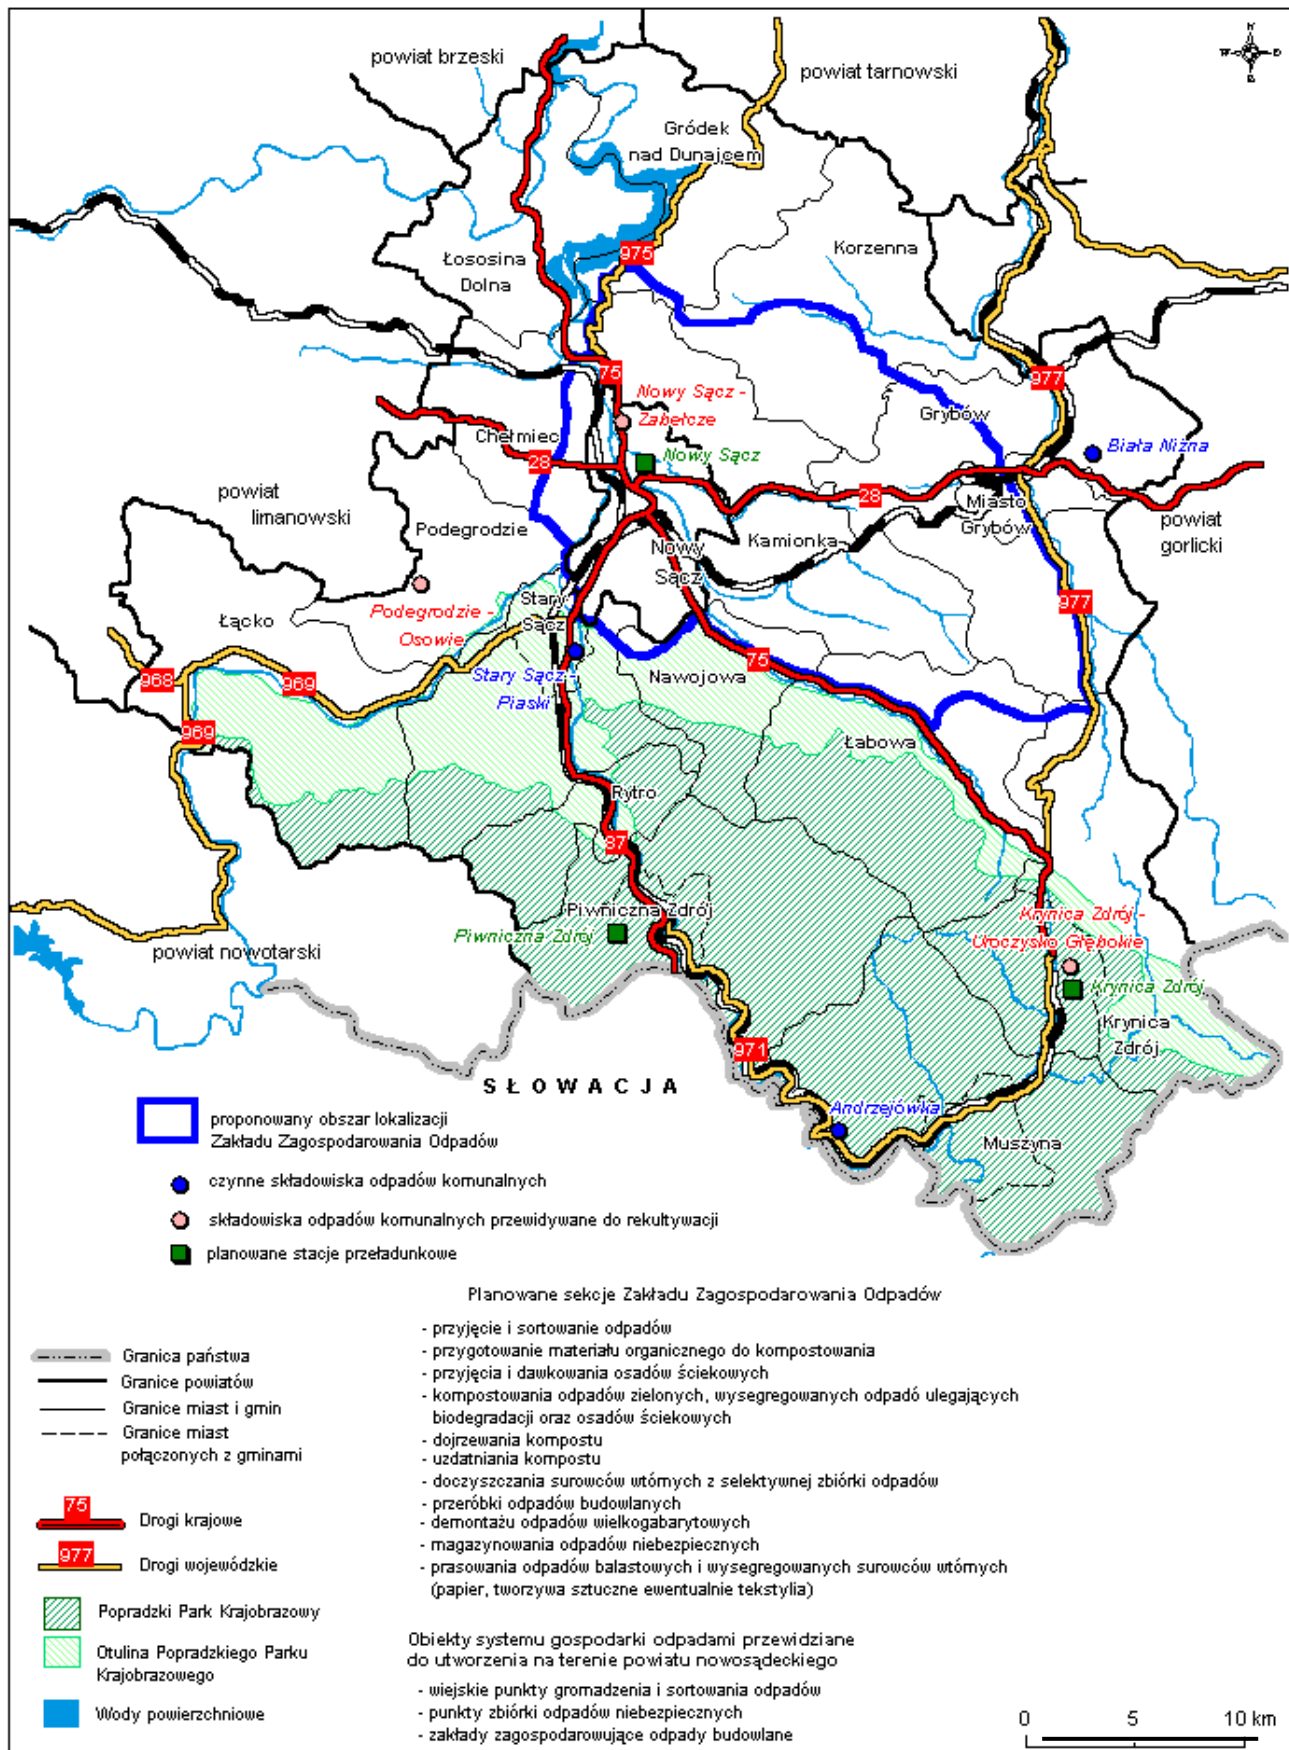 N
W
D
S
powiat brzeski
powiat tarnowski
Gródek
nad Dunajcem
Korzenna
975
Łososina
Dolna
75
977
Nowy Sącz -
Zabełcze
Grybów
Chełmiec
Biała Niżna
28
Nowy Sącz
28
powiat
limanowski
Miasto
Grybów
powiat
gorlicki
Podegrodzie
Kamionka
Nowy
Sącz
Stary
Sącz
977
Podegrodzie -
Osowie
Łącko
75
968
969
Stary Sącz -
Piaski
Nawojowa
969
Łabowa
Rytro
87
Piwniczna Zdrój
Piwniczna Zdrój
Krynica Zdrój -
Uroczysko Głębokie
powiat nowotarski
Krynica Zdrój
Krynica
Zdrój
971
SŁOWACJA
Andrzejówka
Muszyna
proponowany obszar lokalizacji
Zakładu Zagospodarowania Odpadów
czynne składowiska odpadów komunalnych
składowiska odpadów komunalnych przewidywane do rekultywacji
planowane stacje przeładunkowe
Planowane sekcje Zakładu Zagospodarowania Odpadów
- przyjęcie i sortowanie odpadów
- przygotowanie materiału organicznego do kompostowania
- przyjęcia i dawkowania osadów ściekowych
- kompostowania odpadów zielonych, wysegregowanych odpadó ulegających
biodegradacji oraz osadów ściekowych
- dojrzewania kompostu
- uzdatniania kompostu
- doczyszczania surowców wtórnych z selektywnej zbiórki odpadów
- przeróbki odpadów budowlanych
- demontażu odpadów wielkogabarytowych
- magazynowania odpadów niebezpiecznych
- prasowania odpadów balastowych i wysegregowanych surowców wtórnych
(papier, tworzywa sztuczne ewentualnie tekstylia)
Granica państwa
Granice powiatów
Granice miast i gmin
Granice miast
połączonych z gminami
75
Drogi krajowe
977
Drogi wojewódzkie
Popradzki Park Krajobrazowy
Otulina Popradzkiego Parku
Krajobrazowego
Wody powierzchniowe
Obiekty systemu gospodarki odpadami przewidziane
do utworzenia na terenie powiatu nowosądeckiego
- wiejskie punkty gromadzenia i sortowania odpadów
- punkty zbiórki odpadów niebezpiecznych
- zakłady zagospodarowujące odpady budowlane
0 5 10 km